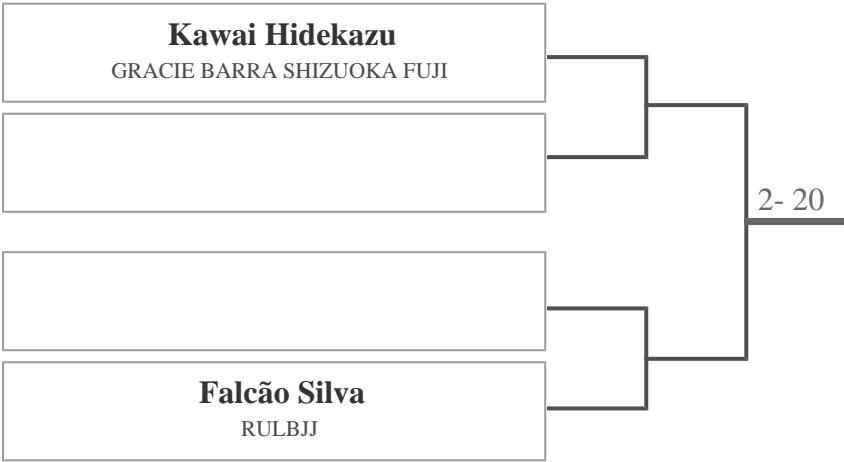 Kawai Hidekazu
GRACIE BARRA SHIZUOKA FUJI
2- 20
Falcão Silva
RULBJJ